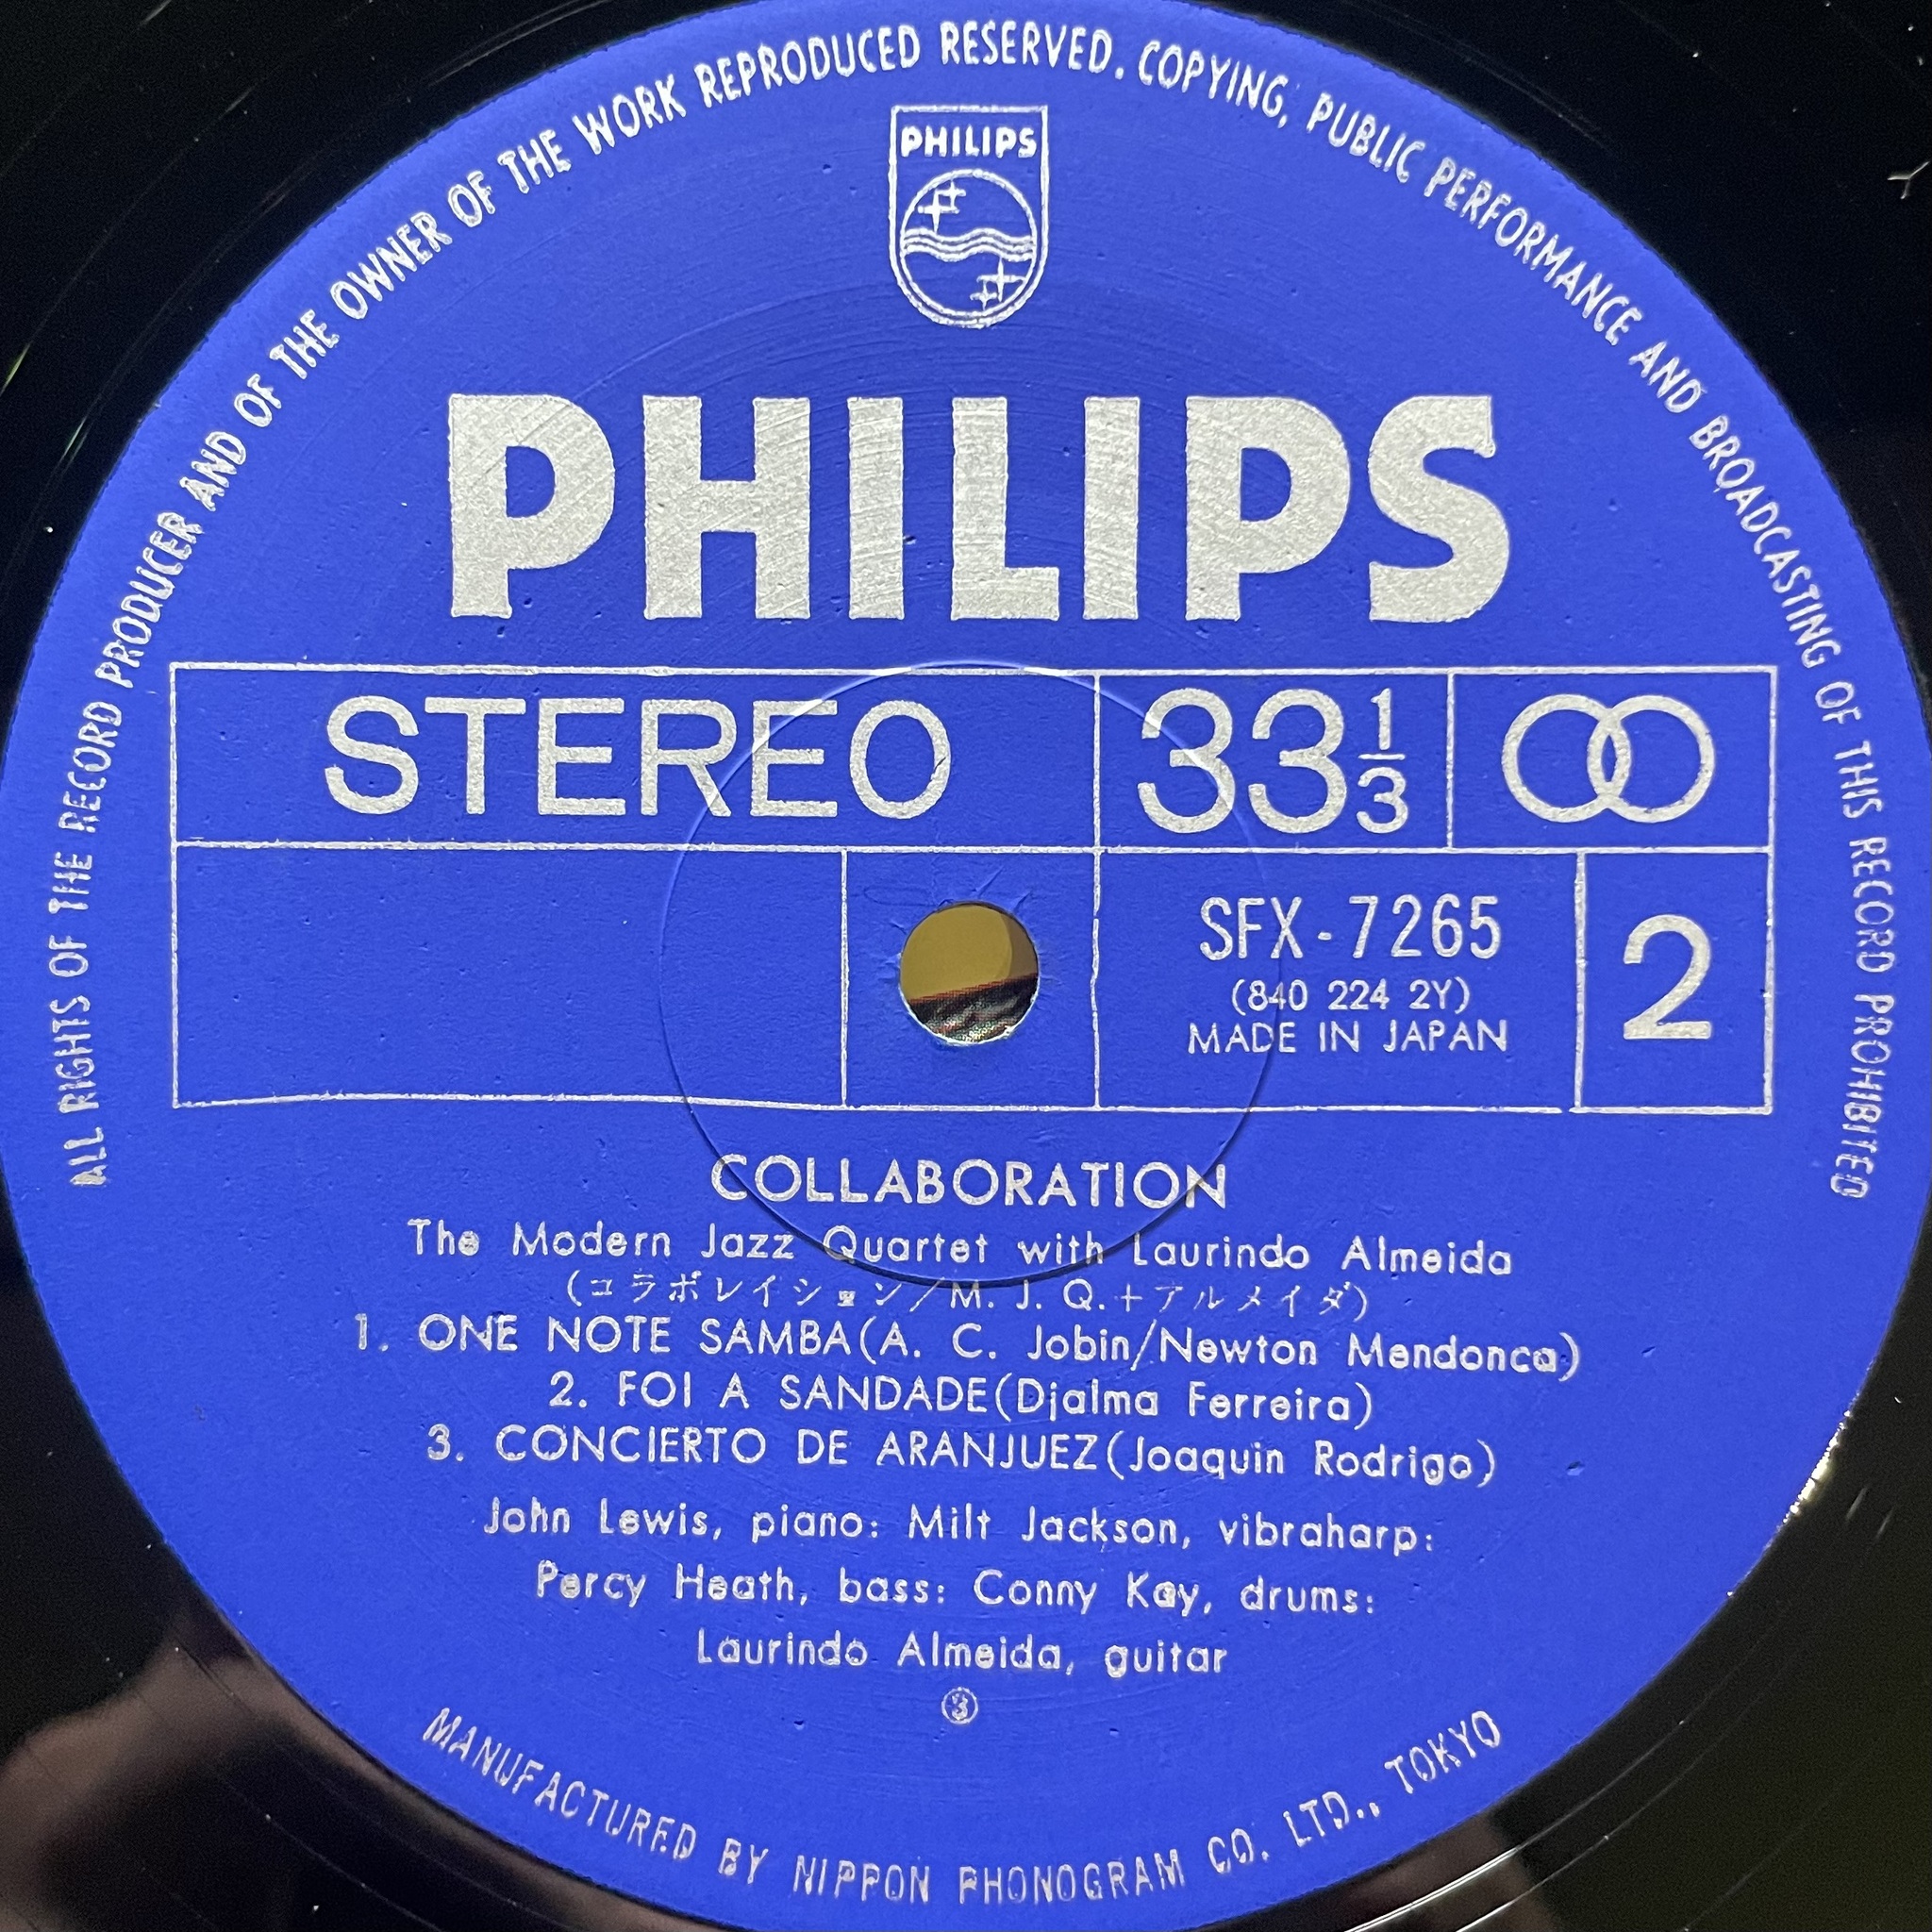 ALL RIGHTS OF THE RECORD PRODUCER AND OF THE OWNER OF THE WORK REPRODUCED RESERVED. COPYING, PUBLIC PERFORMANCE AND BROADCASTING OF THIS RECORD PROHIBITED
PHILIPS
PHILIPS
STEREO 33 1/3
SFX-7265 2
(840 224 2Y)
MADE IN JAPAN
COLLABORATION
The Modern Jazz Quartet with Laurindo Almeida
(コラボレイション/M. J. Q.+アルメイダ)
1. ONE NOTE SAMBA(A. C. Jobin/Newton Mendonca)
2. FOI A SANDADE(Djalma Ferreira)
3. CONCIERTO DE ARANJUEZ(Joaquin Rodrigo)
John Lewis, piano: Milt Jackson, vibraharp:
Percy Heath, bass: Conny Kay, drums:
Laurindo Almeida, guitar
③
MANUFACTURED BY NIPPON PHONOGRAM CO. LTD., TOKYO